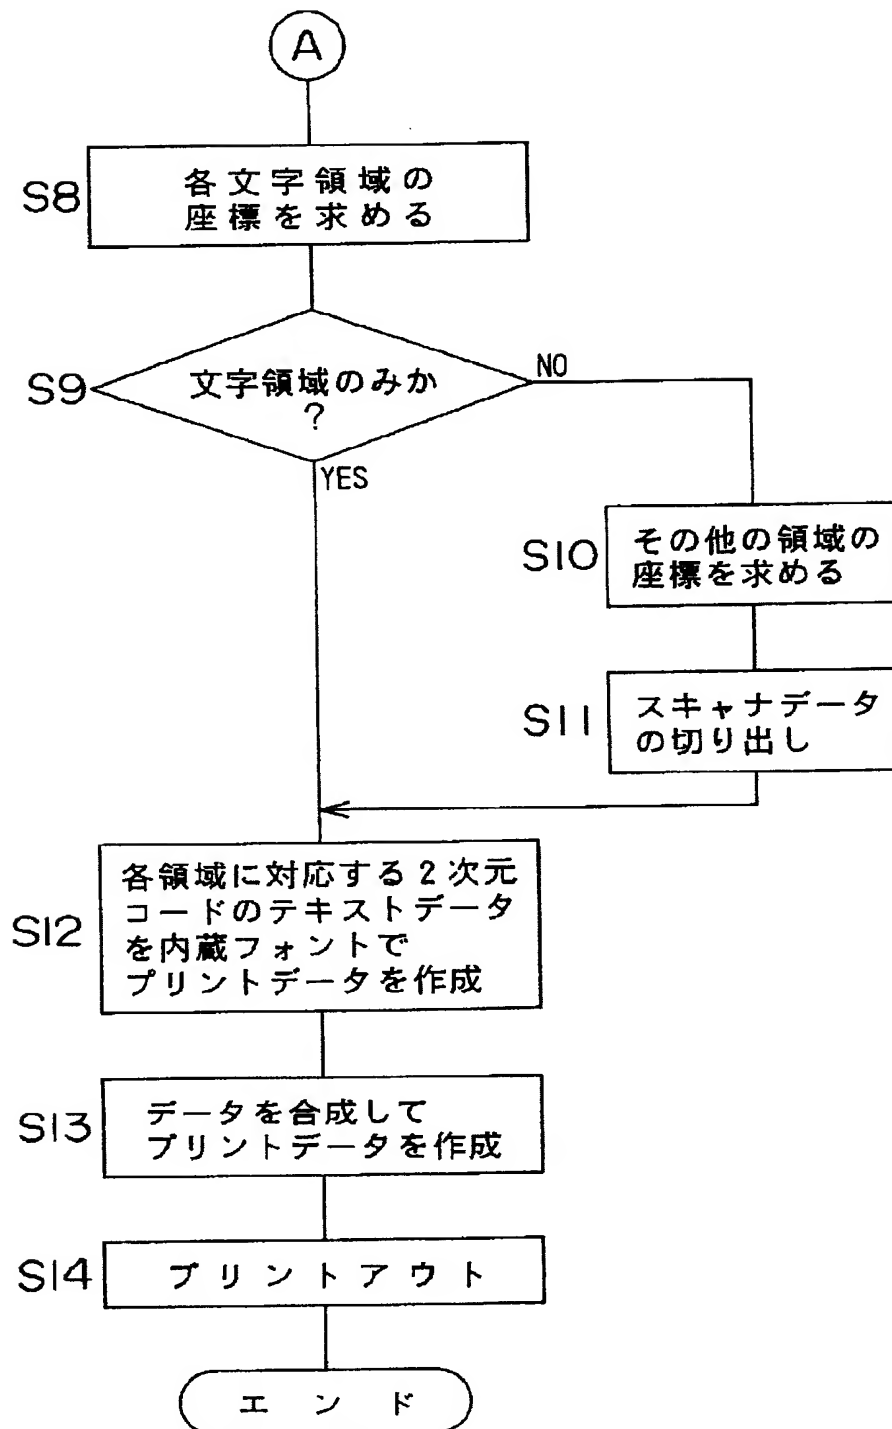 A
S8
各文字領域の
座標を求める
S9
文字領域のみか
?
NO
YES
S10
その他の領域の
座標を求める
S11
スキャナデータ
の切り出し
S12
各領域に対応する2次元
コードのテキストデータ
を内蔵フォントで
プリントデータを作成
S13
データを合成して
プリントデータを作成
S14
プリントアウト
エンド